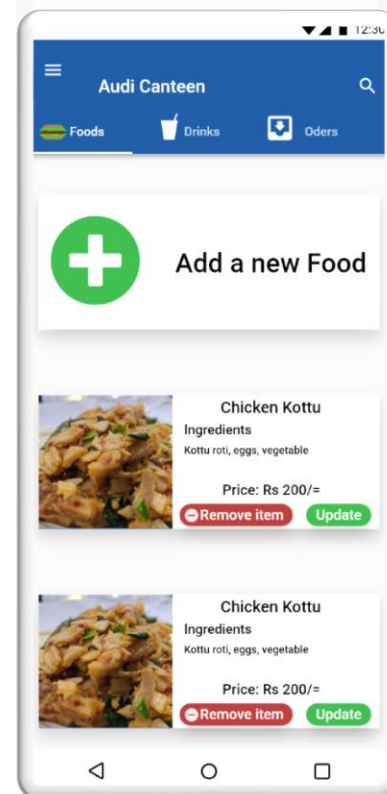 12:30
Audi Canteen
Foods
Drinks
Oders
Add a new Food
Chicken Kottu
Ingredients
Kottu roti, eggs, vegetable
Price: Rs 200/=
Remove item
Update
Chicken Kottu
Ingredients
Kottu roti, eggs, vegetable
Price: Rs 200/=
Remove item
Update